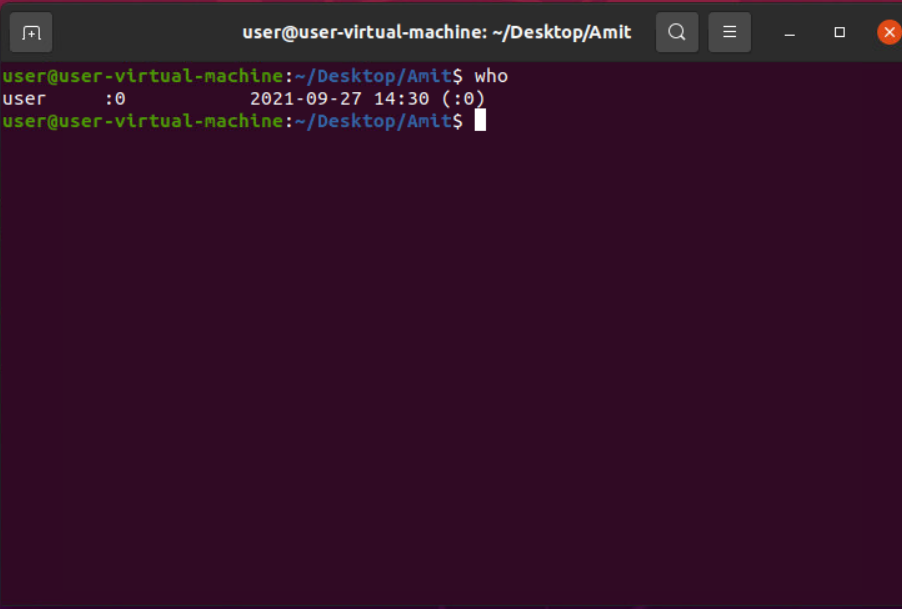 user@user-virtual-machine: ~/Desktop/Amit
user@user-virtual-machine:~/Desktop/Amit$ who
user     :0           2021-09-27 14:30 (:0)
user@user-virtual-machine:~/Desktop/Amit$